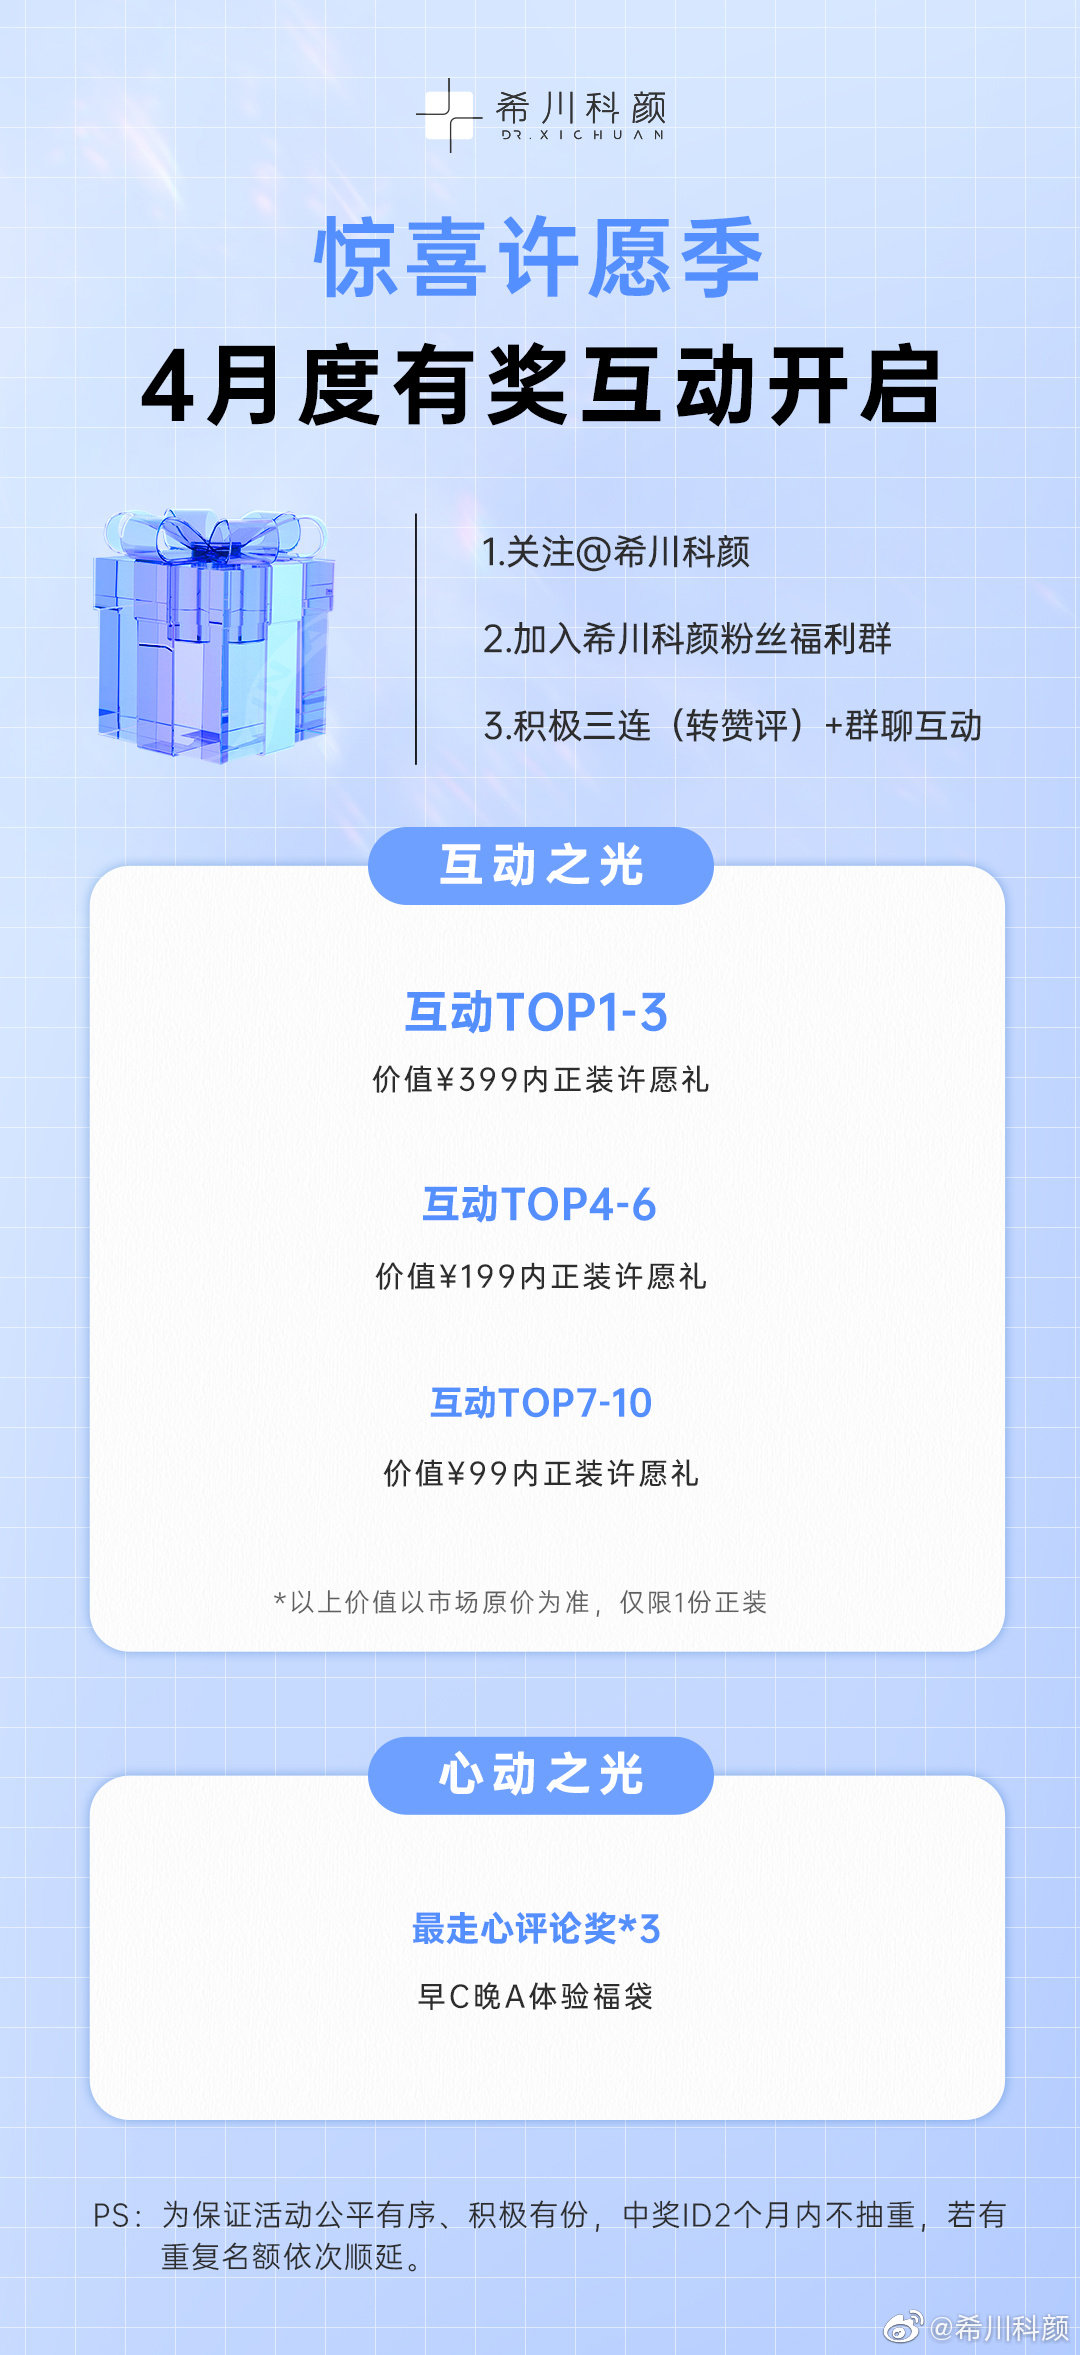 希川科颜
DR.XICHUAN
惊喜许愿季
4月度有奖互动开启
1.关注@希川科颜
2.加入希川科颜粉丝福利群
3.积极三连（转赞评）+群聊互动
互动之光
互动TOP1-3
价值¥399内正装许愿礼
互动TOP4-6
价值¥199内正装许愿礼
互动TOP7-10
价值¥99内正装许愿礼
*以上价值以市场原价为准，仅限1份正装
心动之光
最走心评论奖*3
早C晚A体验福袋
PS：为保证活动公平有序、积极有份，中奖ID2个月内不抽重，若有
重复名额依次顺延。
@希川科颜